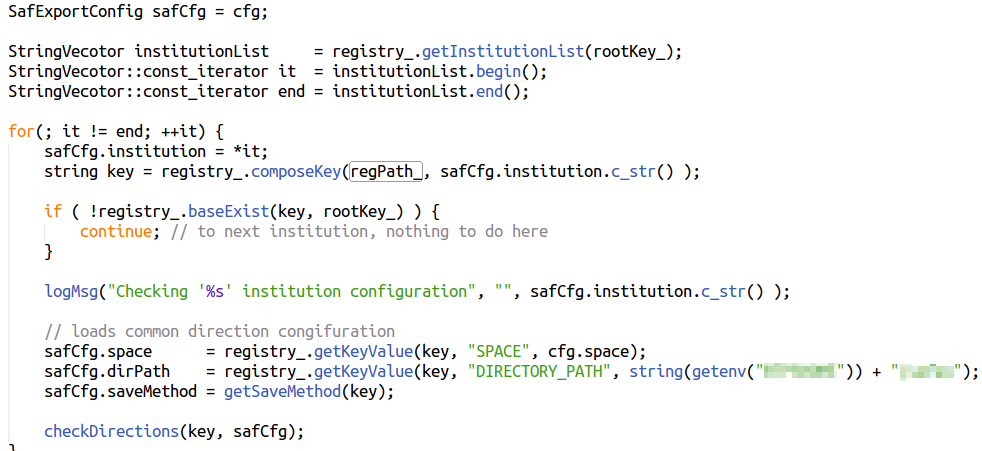 SafExportConfig safCfg = cfg;
StringVecotor institutionList     = registry_.getInstitutionList(rootKey_);
StringVecotor::const_iterator it  = institutionList.begin();
StringVecotor::const_iterator end = institutionList.end();
for(; it != end; ++it) {
    safCfg.institution = *it;
    string key = registry_.composeKey(regPath_, safCfg.institution.c_str() );
    if ( !registry_.baseExist(key, rootKey_) ) {
        continue; // to next institution, nothing to do here
    }
    logMsg("Checking '%s' institution configuration", "", safCfg.institution.c_str() );
    // loads common direction congifuration
    safCfg.space      = registry_.getKeyValue(key, "SPACE", cfg.space);
    safCfg.dirPath    = registry_.getKeyValue(key, "DIRECTORY_PATH", string(getenv("")) + "");
    safCfg.saveMethod = getSaveMethod(key);
    checkDirections(key, safCfg);
}